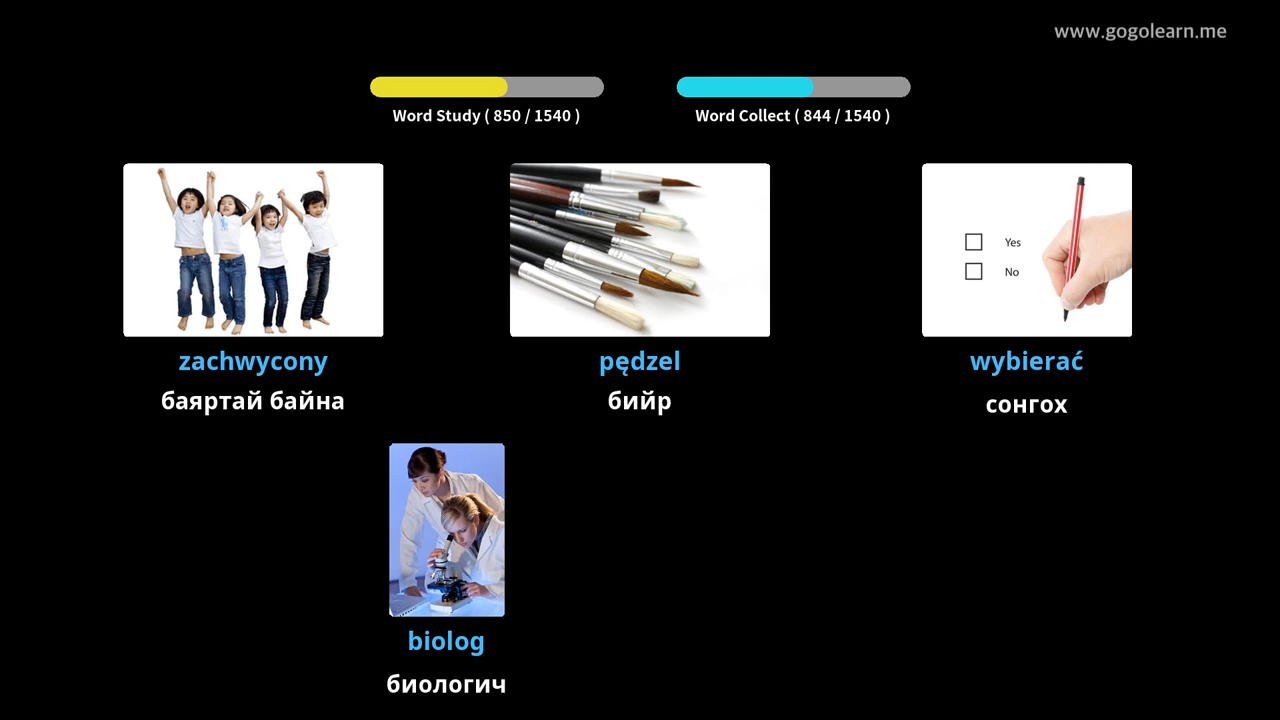 www.gogolearn.me
Word Study ( 850 / 1540 )
Word Collect ( 844 / 1540 )
Yes
No
zachwycony
pędzel
wybierać
баяртай байна
бийр
сонгох
biolog
биологич